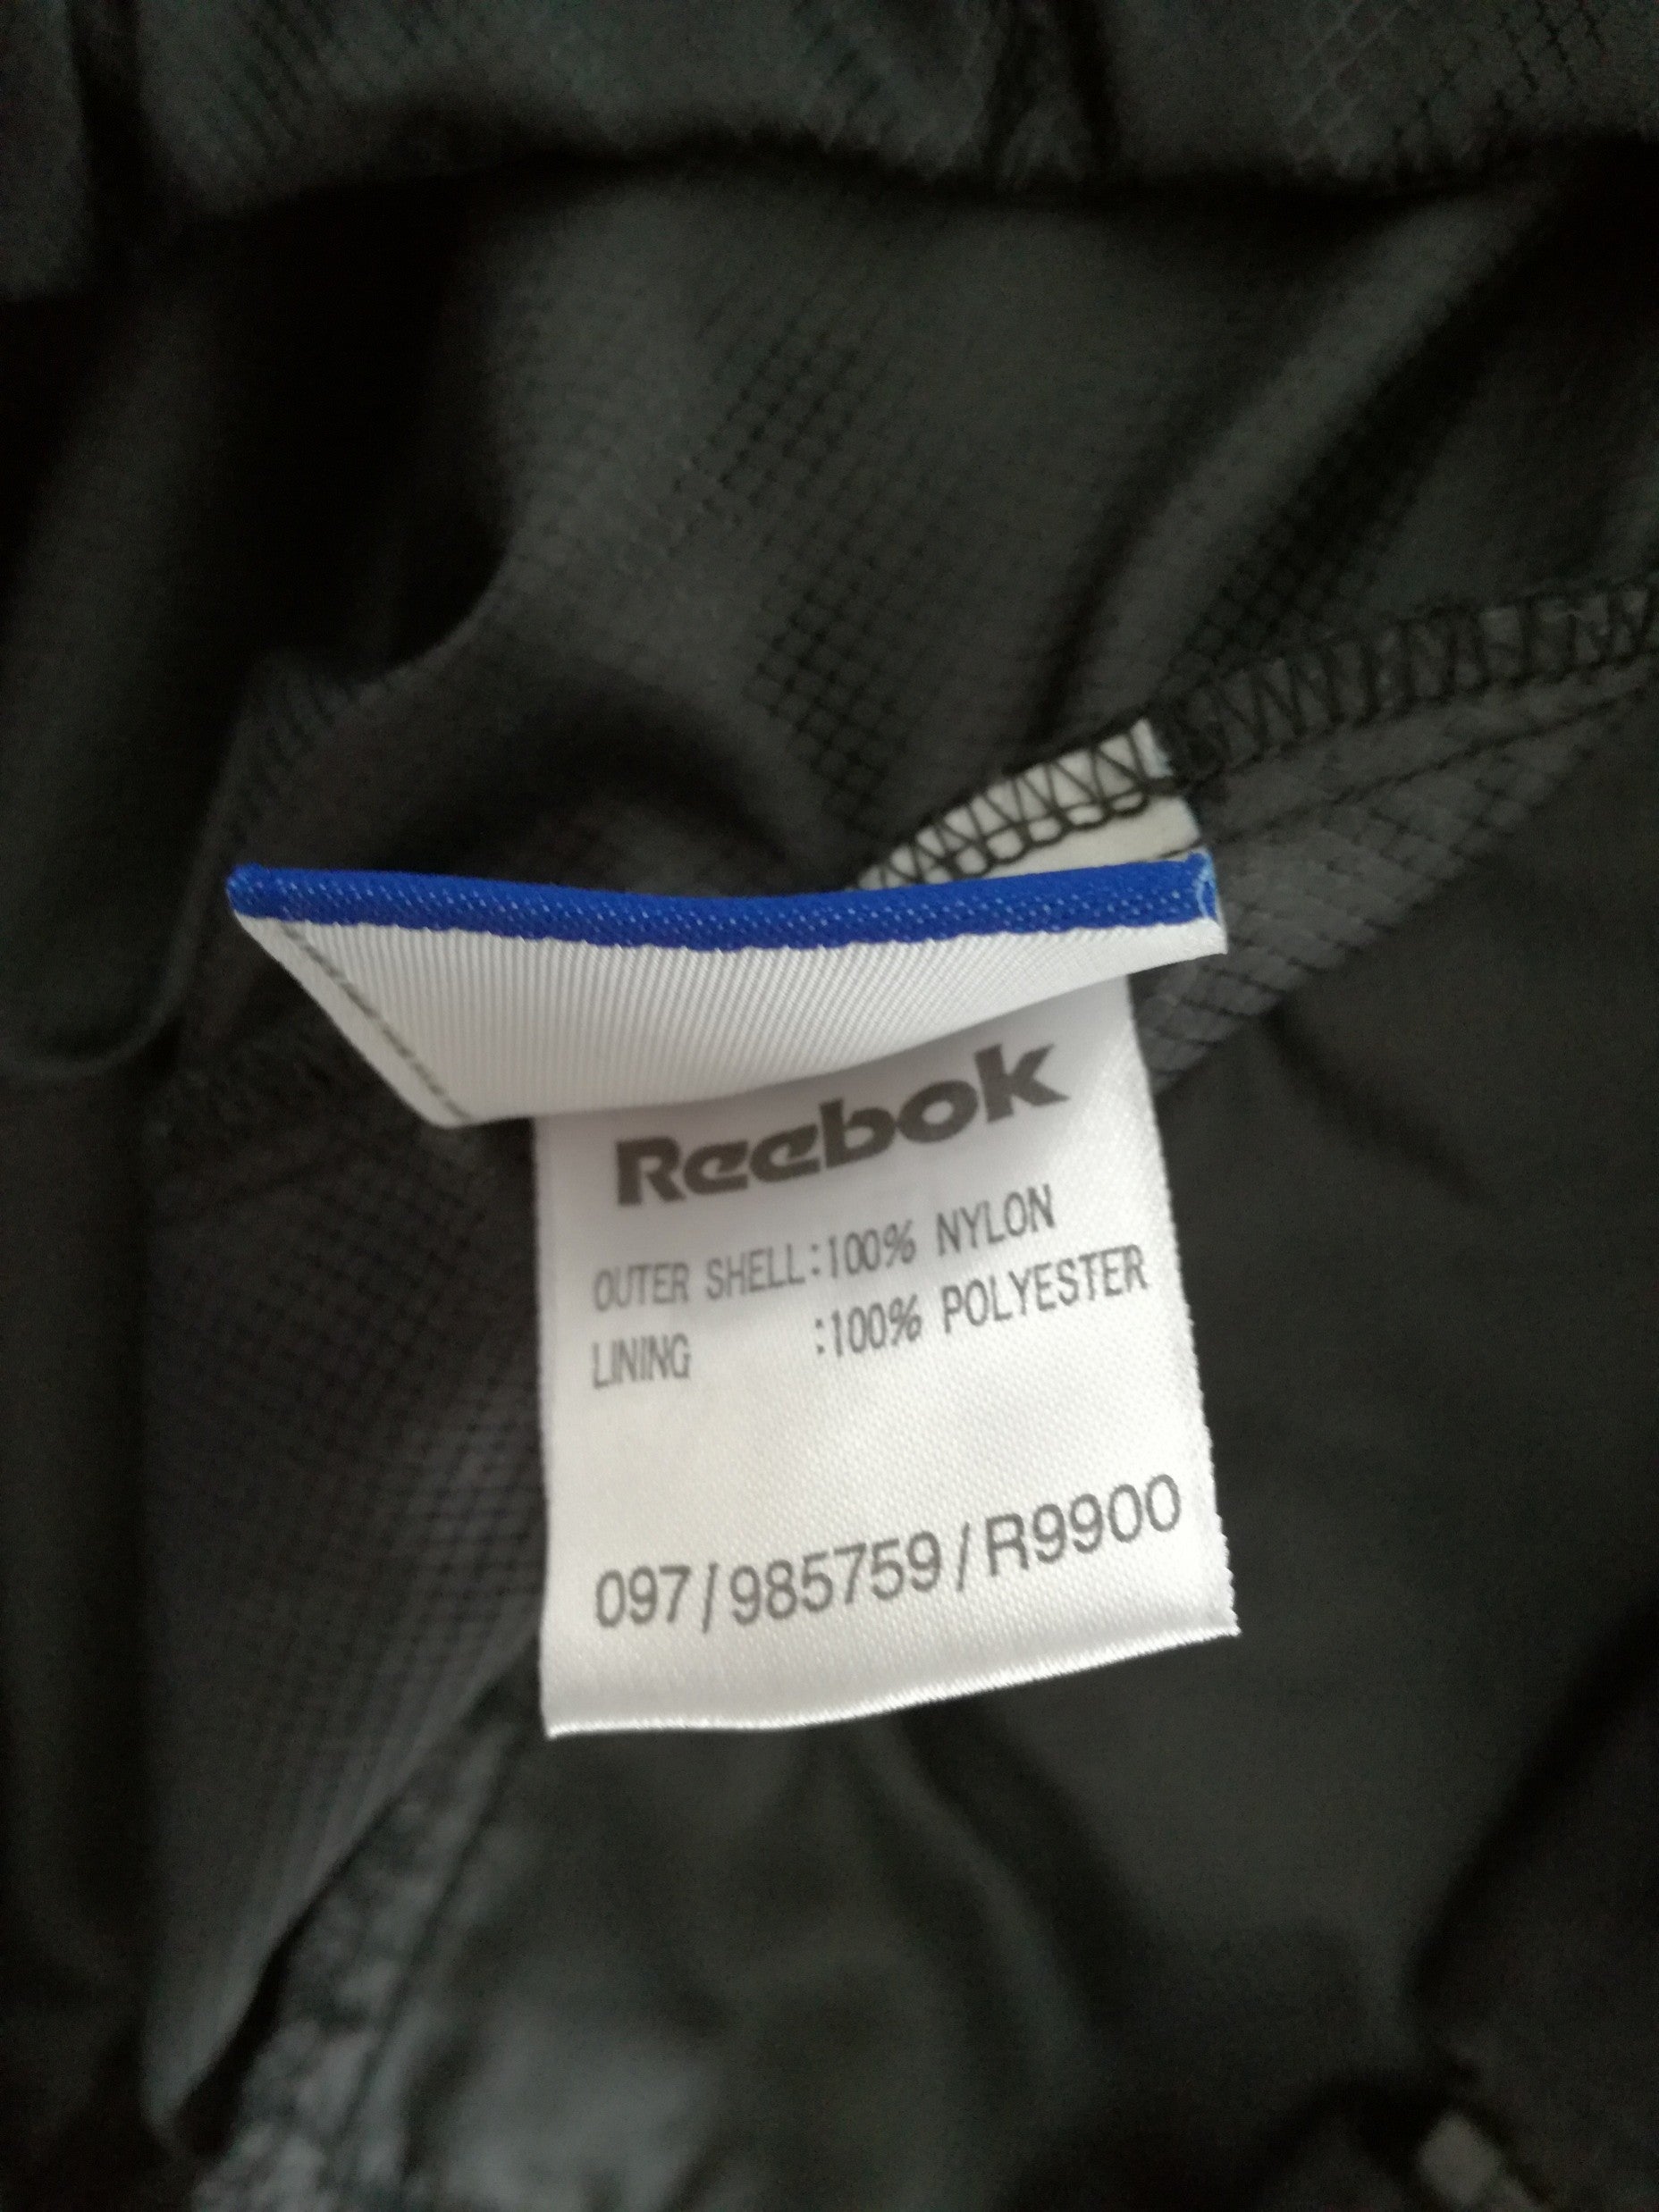 Reebok
OUTER SHELL:100% NYLON
LINING :100% POLYESTER
097/985759/R9900